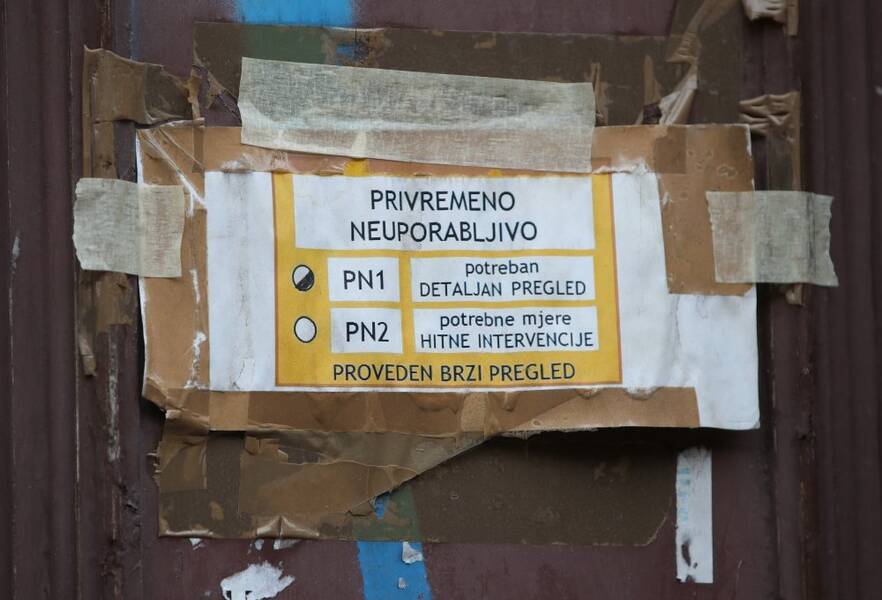 PRIVREMENO
NEUPORABLJIVO
PN1 potreban
DETALJAN PREGLED
PN2 potrebne mjere
HITNE INTERVENCIJE
PROVEDEN BRZI PREGLED